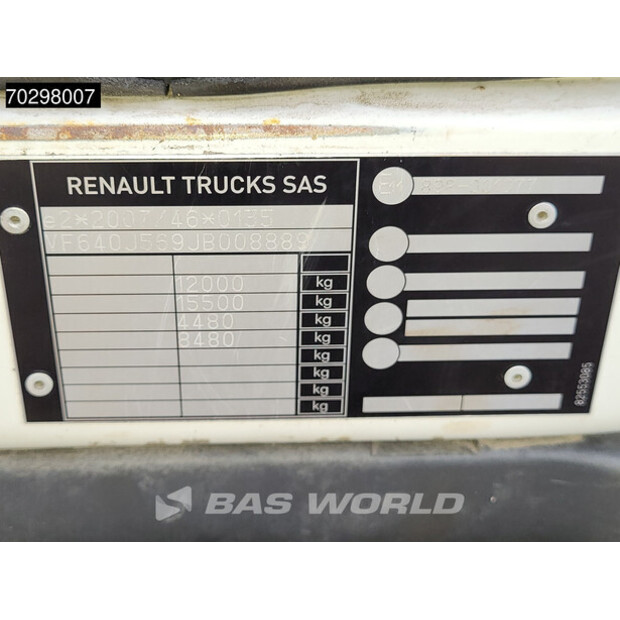 70298007
RENAULT TRUCKS SAS
e2*2007/46*0135
VF640J569JB008889
12000 kg
15500 kg
4480 kg
8480 kg
kg
kg
kg
kg
82553085
BAS WORLD